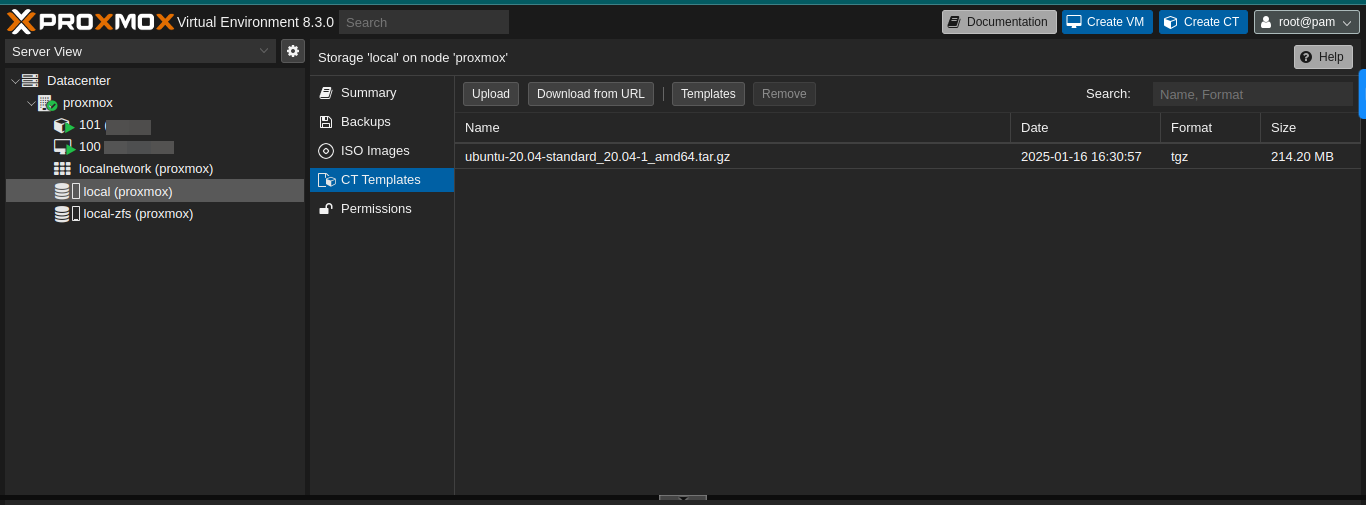 PROXMOX Virtual Environment 8.3.0 Search Documentation Create VM Create CT root@pam
Server View
Datacenter
proxmox
101 (
100
localnetwork (proxmox)
local (proxmox)
local-zfs (proxmox)
Storage 'local' on node 'proxmox' Help
Summary
Backups
ISO Images
CT Templates
Permissions
Upload Download from URL Templates Remove Search: Name, Format
Name Date Format Size
ubuntu-20.04-standard_20.04-1_amd64.tar.gz 2025-01-16 16:30:57 tgz 214.20 MB